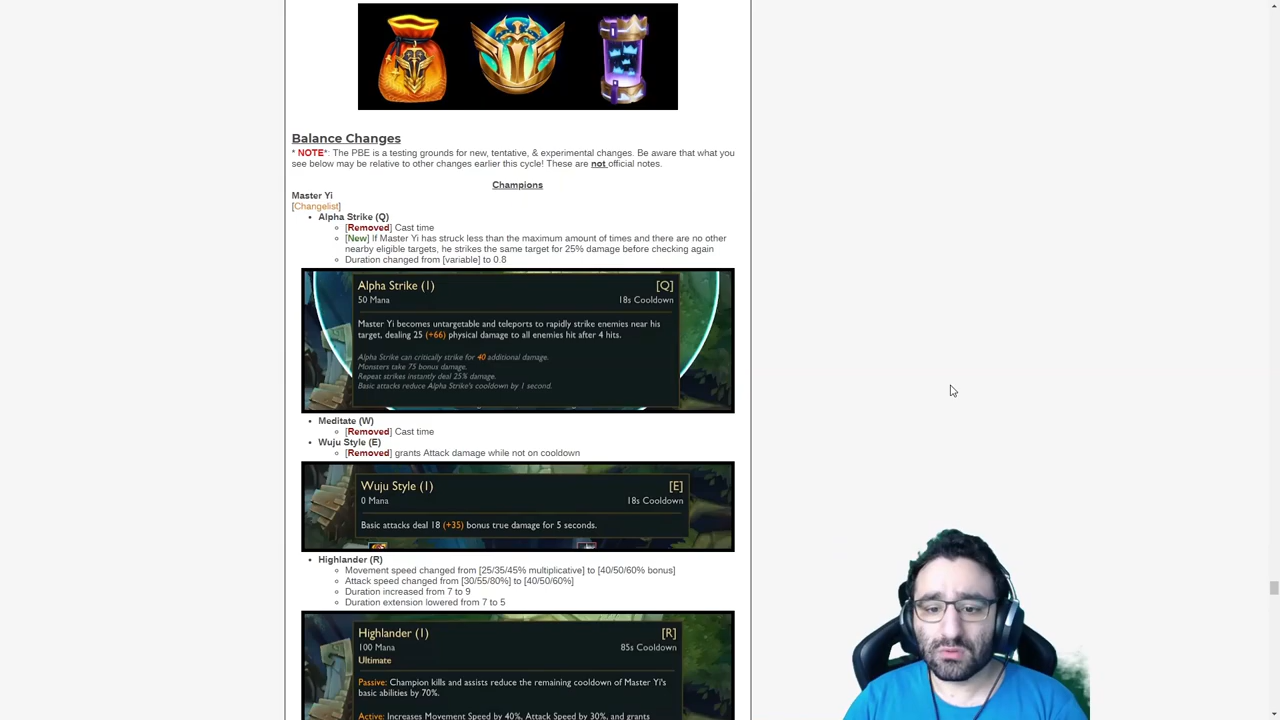 Balance Changes
* NOTE*: The PBE is a testing grounds for new, tentative, & experimental changes. Be aware that what you
see below may be relative to other changes earlier this cycle! These are not official notes.
Champions
Master Yi
[Changelist]
Alpha Strike (Q)
[Removed] Cast time
[New] If Master Yi has struck less than the maximum amount of times and there are no other
nearby eligible targets, he strikes the same target for 25% damage before checking again
Duration changed from [variable] to 0.8
Alpha Strike (1) [Q]
50 Mana 18s Cooldown
Master Yi becomes untargetable and teleports to rapidly strike enemies near his
target, dealing 25 (+66) physical damage to all enemies hit after 4 hits.
Alpha Strike can critically strike for 40 additional damage.
Monsters take 75 bonus damage.
Repeat strikes instantly deal 25% damage.
Basic attacks reduce Alpha Strike's cooldown by 1 second.
Meditate (W)
[Removed] Cast time
Wuju Style (E)
[Removed] grants Attack damage while not on cooldown
Wuju Style (1) [E]
0 Mana 18s Cooldown
Basic attacks deal 18 (+35) bonus true damage for 5 seconds.
Highlander (R)
Movement speed changed from [25/35/45% multiplicative] to [40/50/60% bonus]
Attack speed changed from [30/55/80%] to [40/50/60%]
Duration increased from 7 to 9
Duration extension lowered from 7 to 5
Highlander (1) [R]
100 Mana 85s Cooldown
Ultimate
Passive: Champion kills and assists reduce the remaining cooldown of Master Yi's
basic abilities by 70%.
Active: Increases Movement Speed by 40%, Attack Speed by 30%, and grants